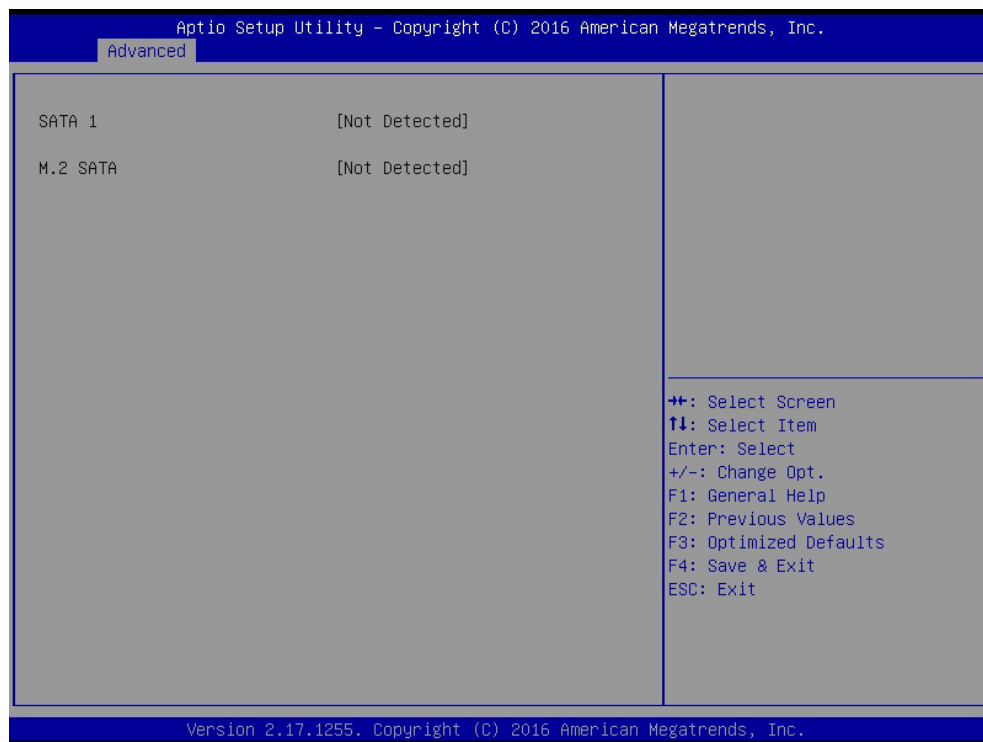 Aptio Setup Utility – Copyright (C) 2016 American Megatrends, Inc.
Advanced
SATA 1 [Not Detected]
M.2 SATA [Not Detected]
→←: Select Screen
↑↓: Select Item
Enter: Select
+/-: Change Opt.
F1: General Help
F2: Previous Values
F3: Optimized Defaults
F4: Save & Exit
ESC: Exit
Version 2.17.1255. Copyright (C) 2016 American Megatrends, Inc.